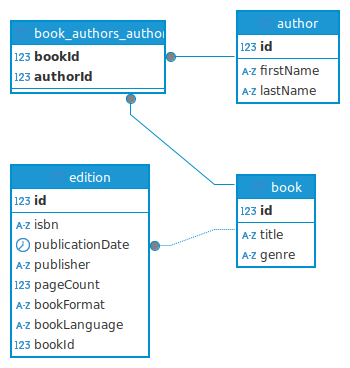 book_authors_author
123 bookId
123 authorId
author
123 id
A-Z firstName
A-Z lastName
edition
123 id
A-Z isbn
publicationDate
A-Z publisher
123 pageCount
A-Z bookFormat
A-Z bookLanguage
123 bookId
book
123 id
A-Z title
A-Z genre